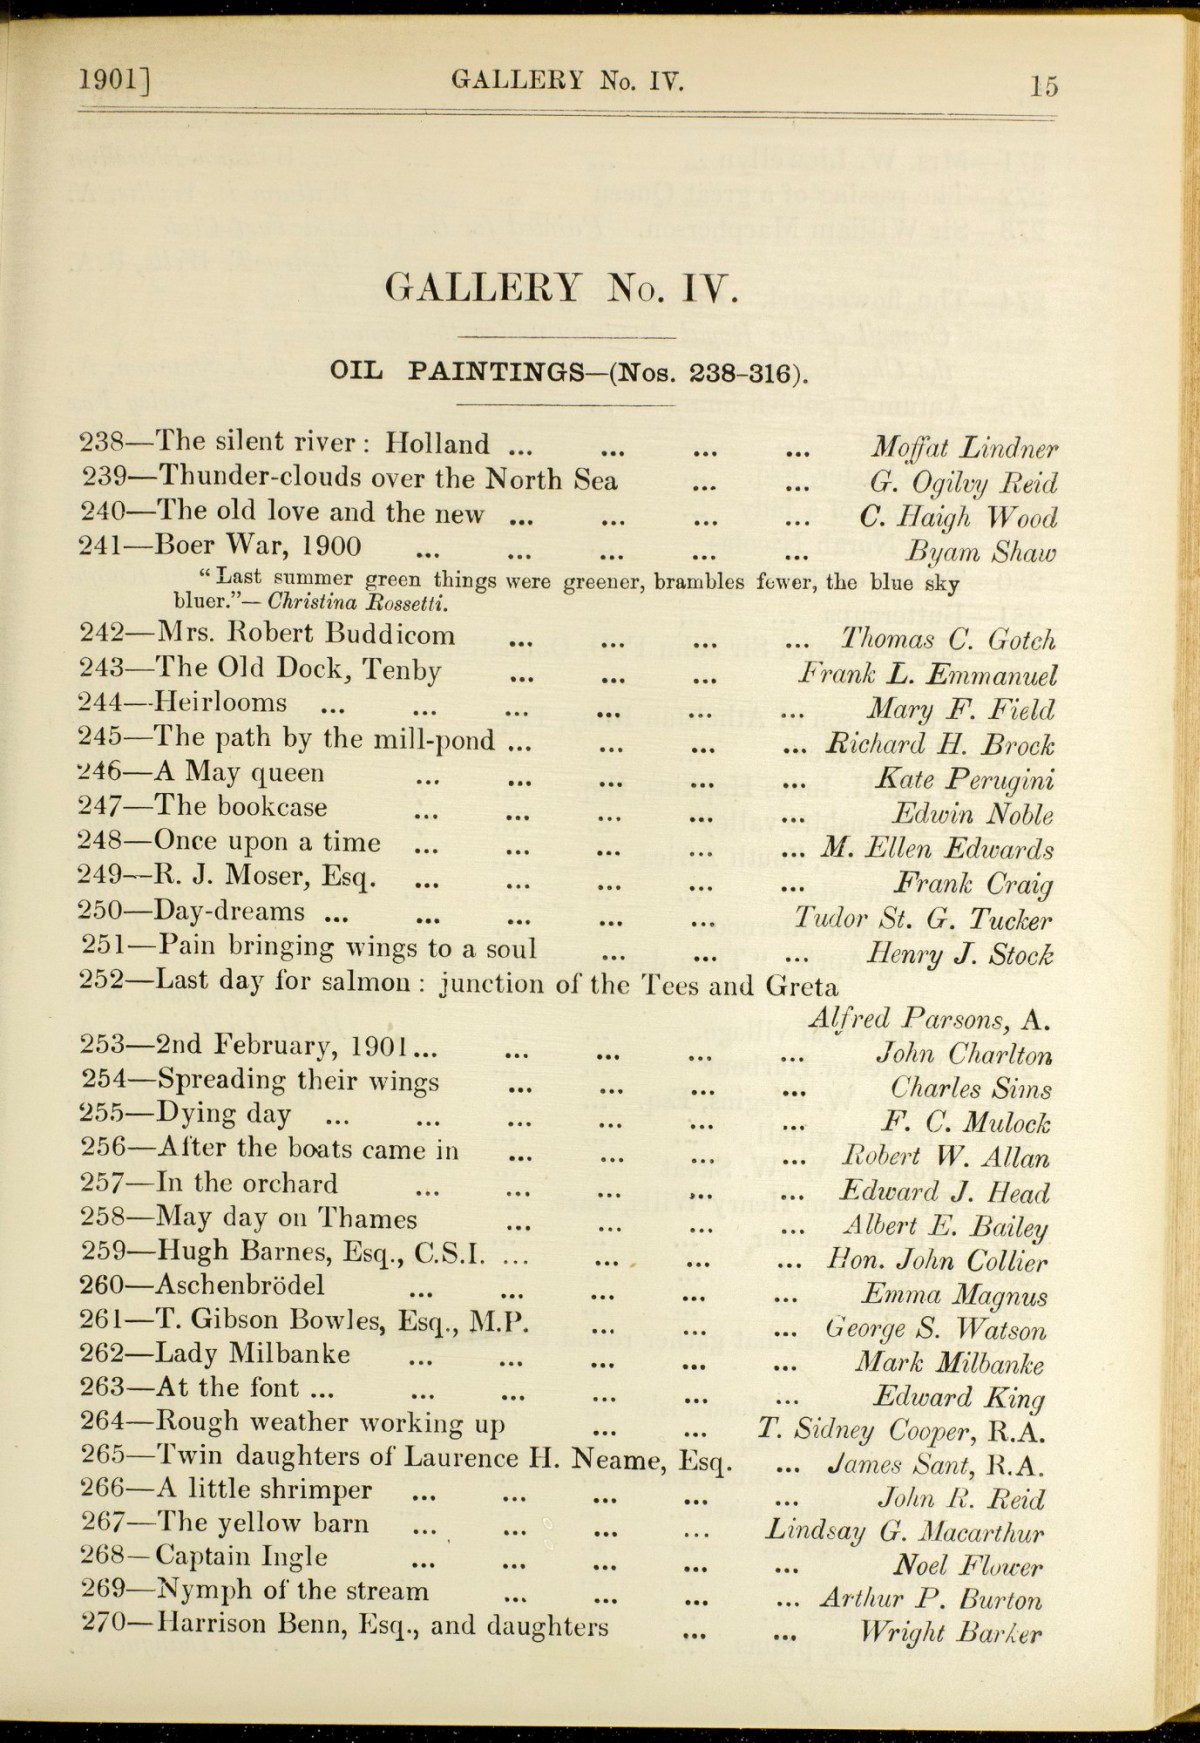 1901] GALLERY No. IV. 15
GALLERY No. IV.
OIL PAINTINGS—(Nos. 238-316).
238—The silent river: Holland ... ... ... ... Moffat Lindner
239—Thunder-clouds over the North Sea ... ... G. Ogilvy Reid
240—The old love and the new ... ... ... ... C. Haigh Wood
241—Boer War, 1900 ... ... ... ... ... Byam Shaw
"Last summer green things were greener, brambles fewer, the blue sky
bluer."—Christina Rossetti.
242—Mrs. Robert Buddicom ... ... ... ... Thomas C. Gotch
243—The Old Dock, Tenby ... ... ... Frank L. Emmanuel
244—Heirlooms ... ... ... ... ... ... Mary F. Field
245—The path by the mill-pond ... ... ... ... Richard H. Brock
246—A May queen ... ... ... ... ... Kate Perugini
247—The bookcase ... ... ... ... ... Edwin Noble
248—Once upon a time ... ... ... ... ... M. Ellen Edwards
249—R. J. Moser, Esq. ... ... ... ... ... Frank Craig
250—Day-dreams ... ... ... ... ... Tudor St. G. Tucker
251—Pain bringing wings to a soul ... ... ... Henry J. Stock
252—Last day for salmon: junction of the Tees and Greta
Alfred Parsons, A.
253—2nd February, 1901... ... ... ... ... John Charlton
254—Spreading their wings ... ... ... ... Charles Sims
255—Dying day ... ... ... ... ... ... F. C. Mulock
256—After the boats came in ... ... ... ... Robert W. Allan
257—In the orchard ... ... ... ... ... Edward J. Head
258—May day on Thames ... ... ... ... Albert E. Bailey
259—Hugh Barnes, Esq., C.S.I. ... ... ... ... Hon. John Collier
260—Aschenbrödel ... ... ... ... ... Emma Magnus
261—T. Gibson Bowles, Esq., M.P. ... ... ... George S. Watson
262—Lady Milbanke ... ... ... ... ... Mark Milbanke
263—At the font ... ... ... ... ... ... Edward King
264—Rough weather working up ... ... T. Sidney Cooper, R.A.
265—Twin daughters of Laurence H. Neame, Esq. ... James Sant, R.A.
266—A little shrimper ... ... ... ... ... John R. Reid
267—The yellow barn ... ... ... ... Lindsay G. Macarthur
268—Captain Ingle ... ... ... ... ... Noel Flower
269—Nymph of the stream ... ... ... ... Arthur P. Burton
270—Harrison Benn, Esq., and daughters ... ... Wright Barker